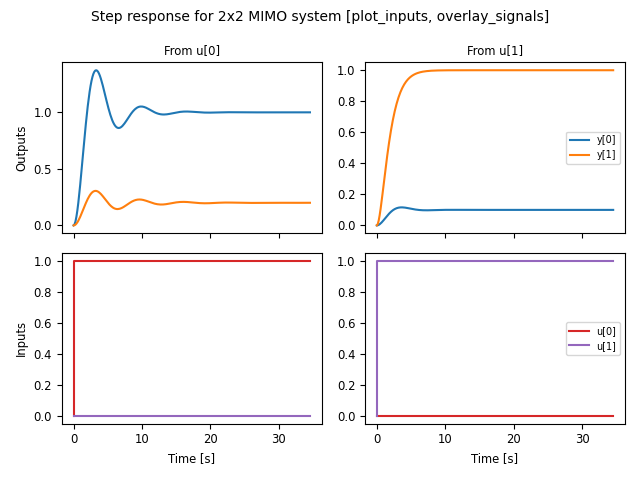 Step response for 2x2 MIMO system [plot_inputs, overlay_signals]
From u[0]
From u[1]
Outputs
1.0
0.5
0.0
1.0
0.8
0.6
0.4
0.2
0.0
y[0]
y[1]
Inputs
1.0
0.8
0.6
0.4
0.2
0.0
0
10
20
30
Time [s]
1.0
0.8
0.6
0.4
0.2
0.0
0
10
20
30
Time [s]
u[0]
u[1]